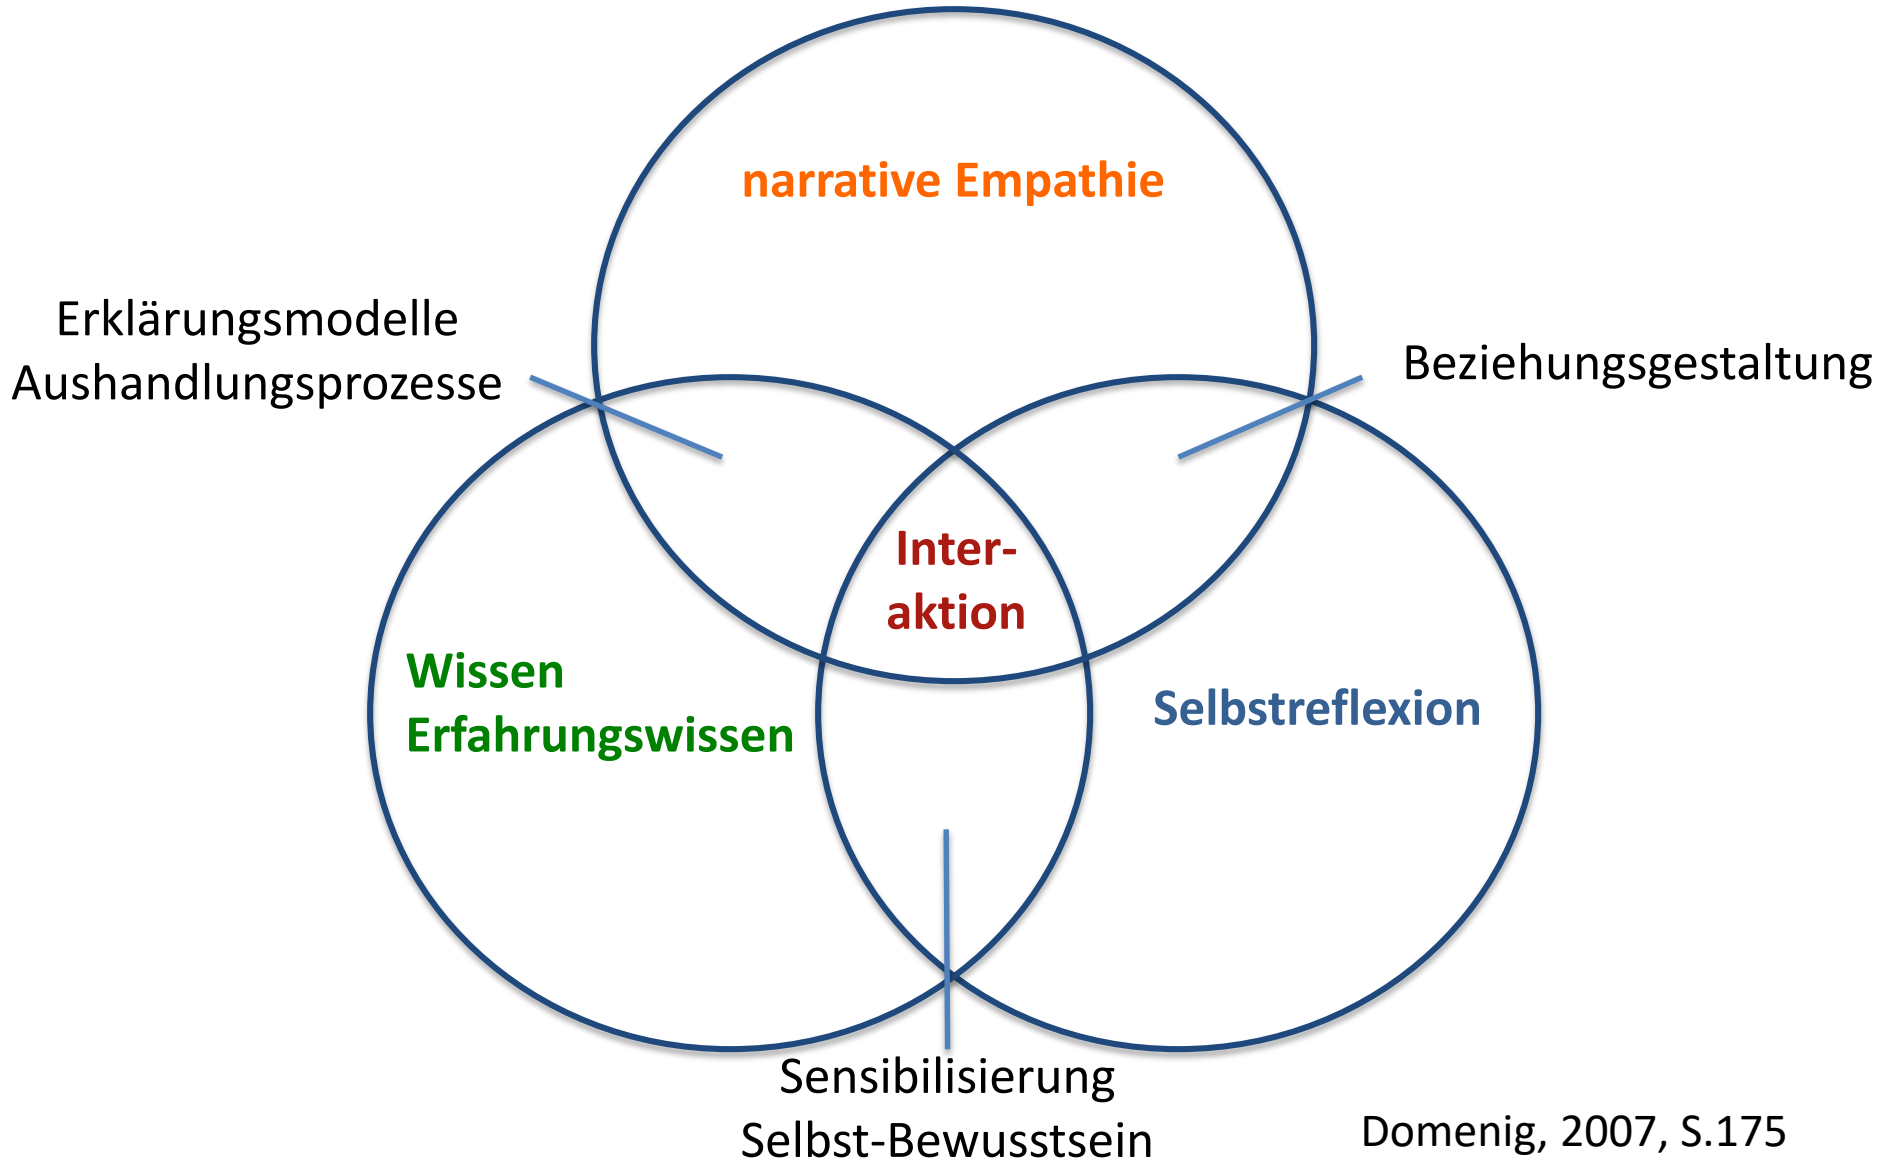 narrative Empathie
Erklärungsmodelle
Aushandlungsprozesse
Beziehungsgestaltung
Inter-
aktion
Wissen
Erfahrungswissen
Selbstreflexion
Sensibilisierung
Selbst-Bewusstsein
Domenig, 2007, S.175